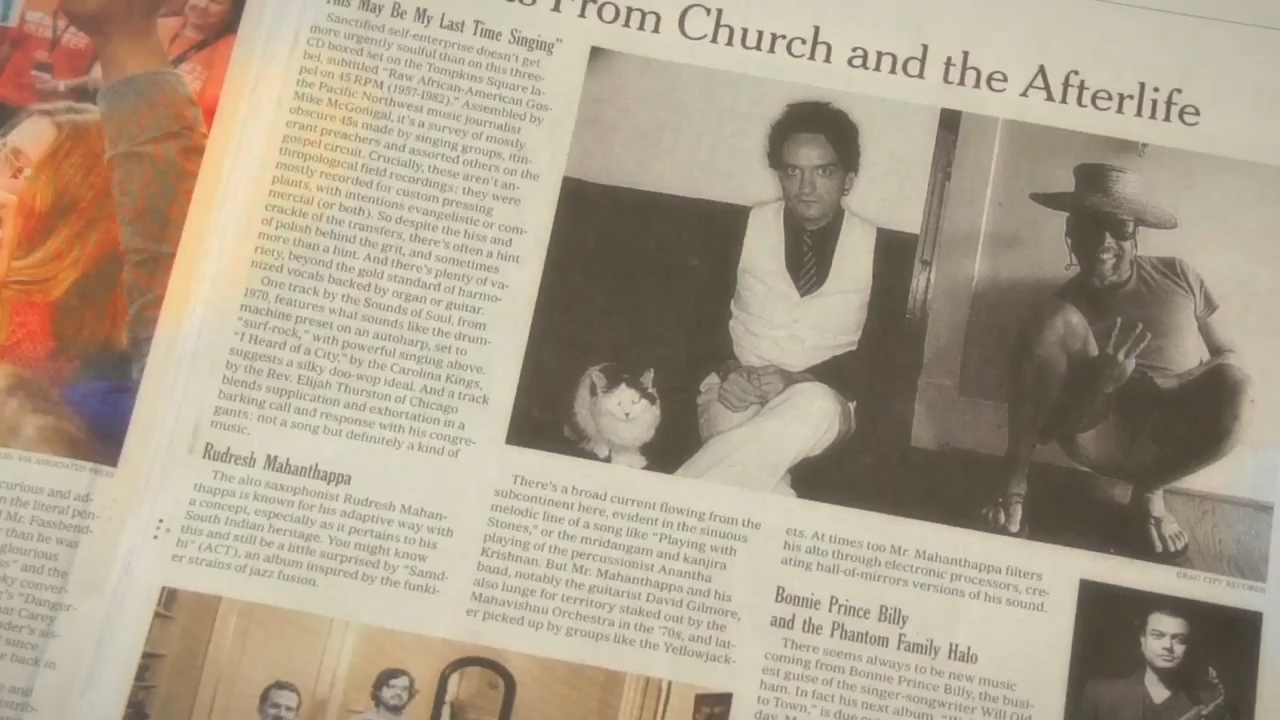 From Church and the Afterlife
This May Be My Last Time Singing”
Sanctified self-enterprise doesn't get
more urgently soulful than on this three-
CD boxed set on the Tompkins Square la-
bel, subtitled “Raw African-American Gos-
pel on 45 RPM (1957-1982).” Assembled by
the Pacific Northwest music journalist
Mike McGonigal, it's a survey of mostly
obscure 45s made by singing groups, itin-
erant preachers and assorted others on the
gospel circuit. Crucially, these aren't an-
thropological field recordings; they were
mostly recorded for custom pressing
plants, with intentions evangelistic or com-
mercial (or both). So despite the hiss and
crackle of the transfers, there's often a hint
of polish behind the grit, and sometimes
more than a hint. And there's plenty of va-
riety, beyond the gold standard of harmo-
nized vocals backed by organ or guitar.
One track by the Sounds of Soul, from
1970, features what sounds like the drum-
machine preset on an autoharp, set to
“surf-rock,” with powerful singing above.
“I Heard of a City,” by the Carolina Kings,
suggests a silky doo-wop ideal. And a track
by the Rev. Elijah Thurston of Chicago
blends supplication and exhortation in a
barking call and response with his congre-
gants: not a song but definitely a kind of
music.
Rudresh Mahanthappa
The alto saxophonist Rudresh Mahan-
thappa is known for his adaptive way with
a concept, especially as it pertains to his
South Indian heritage. You might know
this and still be a little surprised by “Samd-
hi” (ACT), an album inspired by the funki-
er strains of jazz fusion.
There's a broad current flowing from the
subcontinent here, evident in the sinuous
melodic line of a song like “Playing with
Stones,” or the mridangam and kanjira
playing of the percussionist Anantha
Krishnan. But Mr. Mahanthappa and his
band, notably the guitarist David Gilmore,
also lunge for territory staked out by the
Mahavishnu Orchestra in the '70s, and lat-
er picked up by groups like the Yellowjack-
ets. At times too Mr. Mahanthappa filters
his alto through electronic processors, cre-
ating hall-of-mirrors versions of his sound.
DRAG CITY RECORDS
Bonnie Prince Billy
and the Phantom Family Halo
There seems always to be new music
coming from Bonnie Prince Billy, the busi-
est guise of the singer-songwriter Will Old
ham. In fact his next album,
to Town,” is due
day.
VIA ASSOCIATED PRESS
curious and ad-
the literal pen-
Mr. Fassbend-
than he was
glourious
and the
conver-
“Danger-
Carey
since
back in
and